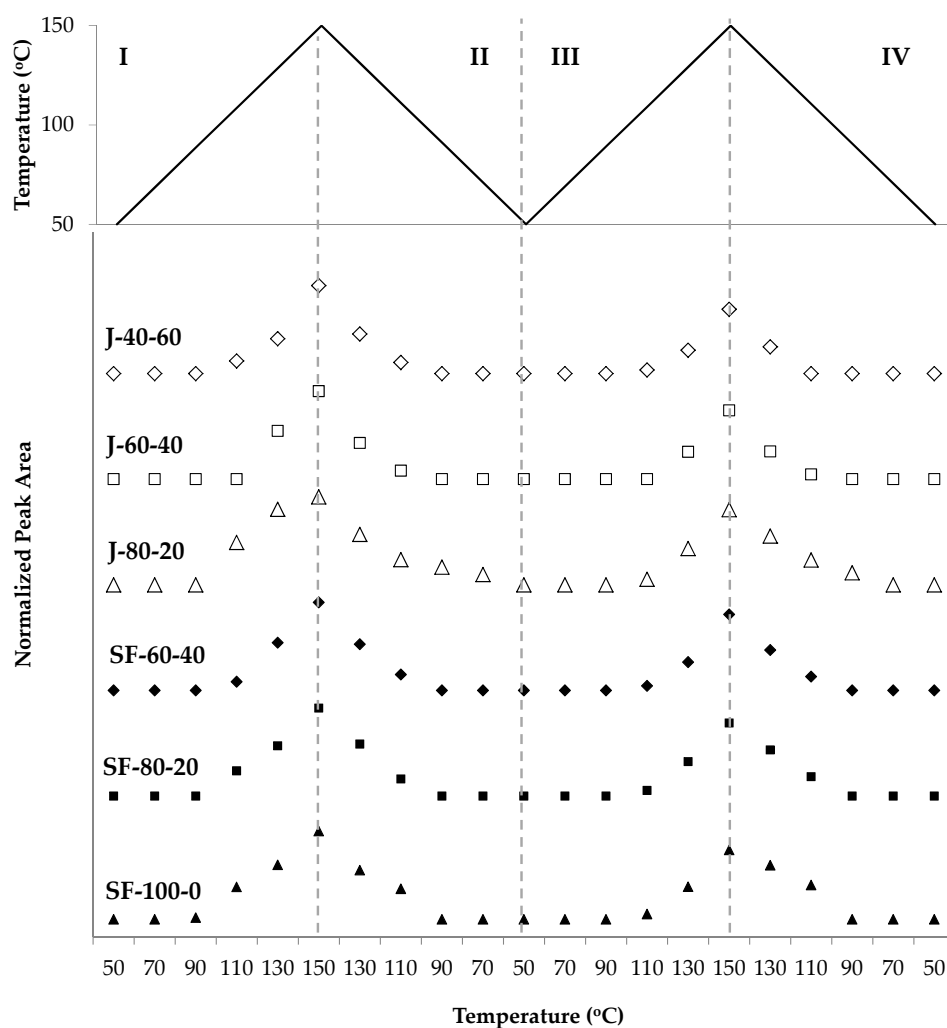 150
I
II
III
IV
Temperature (ºC)
100
50
J-40-60
J-60-40
J-80-20
Normalized Peak Area
SF-60-40
SF-80-20
SF-100-0
50 70 90 110 130 150 130 110 90 70 50 70 90 110 130 150 130 110 90 70 50
Temperature (ºC)